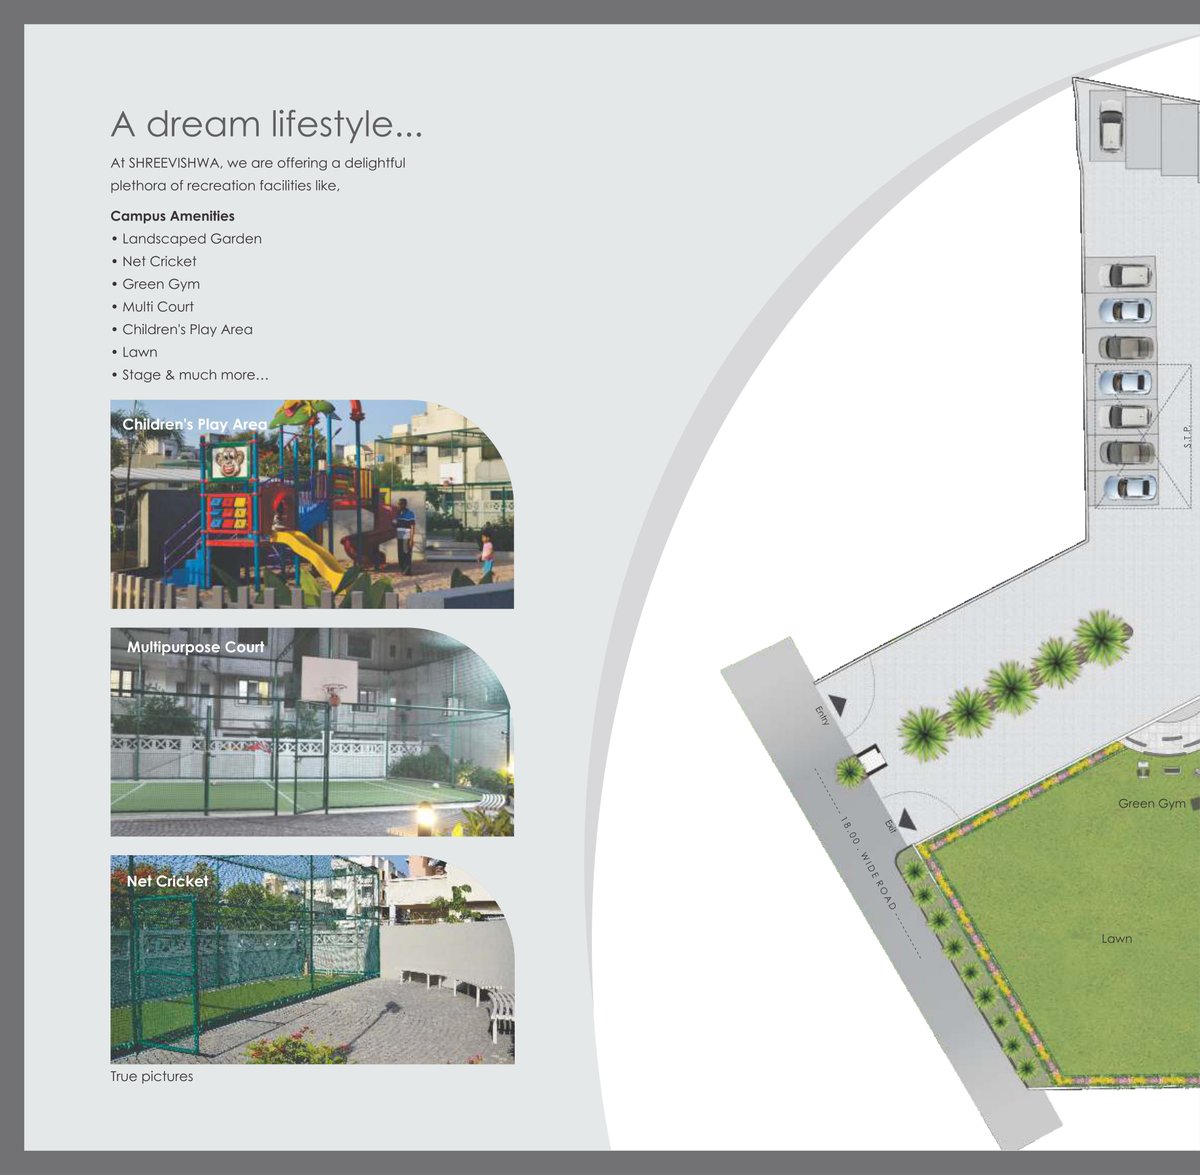 A dream lifestyle...
At SHREEVISHWA, we are offering a delightful
plethora of recreation facilities like,
Campus Amenities
• Landscaped Garden
• Net Cricket
• Green Gym
• Multi Court
• Children's Play Area
• Lawn
• Stage & much more...
Children's Play Area
Multipurpose Court
Net Cricket
True pictures
S.T.P.
Entry
Exit
18.00 . WIDE ROAD
Green Gym
Lawn